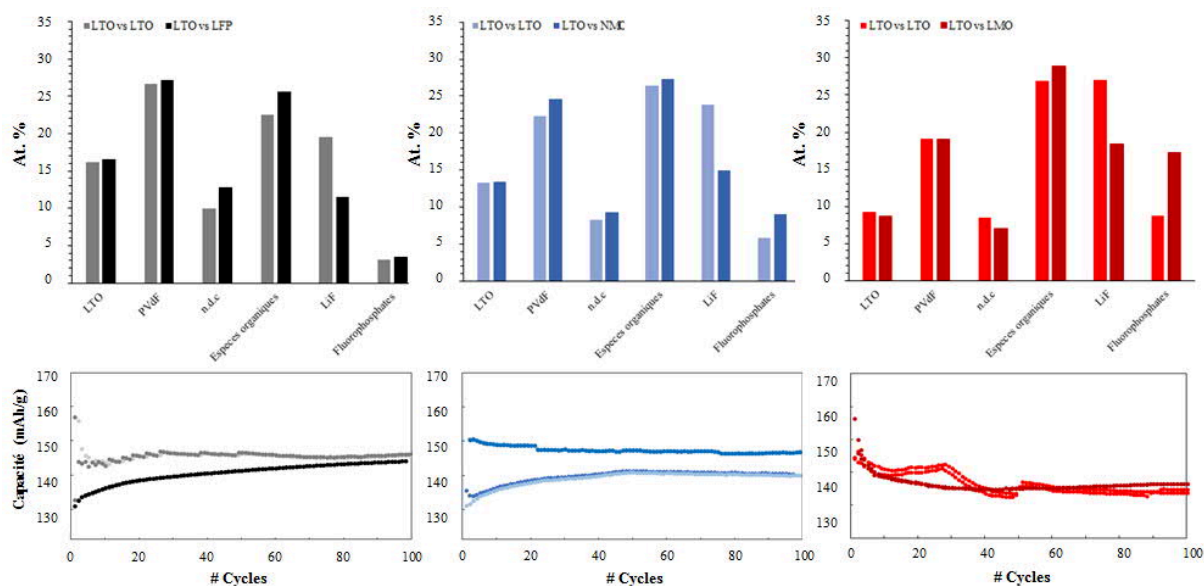 LTO vs LTO LTO vs LFP
35
30
25
20
15
10
5
0
At. %
LTO
PVdF
n.d.c
Especes organiques
LiF
Fluorophosphates
LTO vs LTO LTO vs NMC
35
30
25
20
15
10
5
0
At. %
LTO
PVdF
n.d.c
Especes organiques
LiF
Fluorophosphates
LTO vs LTO LTO vs LMO
35
30
25
20
15
10
5
0
At. %
LTO
PVdF
n.d.c
Especes organiques
LiF
Fluorophosphates
Capacité (mAh/g)
170
160
150
140
130
0 20 40 60 80 100
# Cycles
170
160
150
140
130
0 20 40 60 80 100
# Cycles
170
160
150
140
130
0 20 40 60 80 100
# Cycles